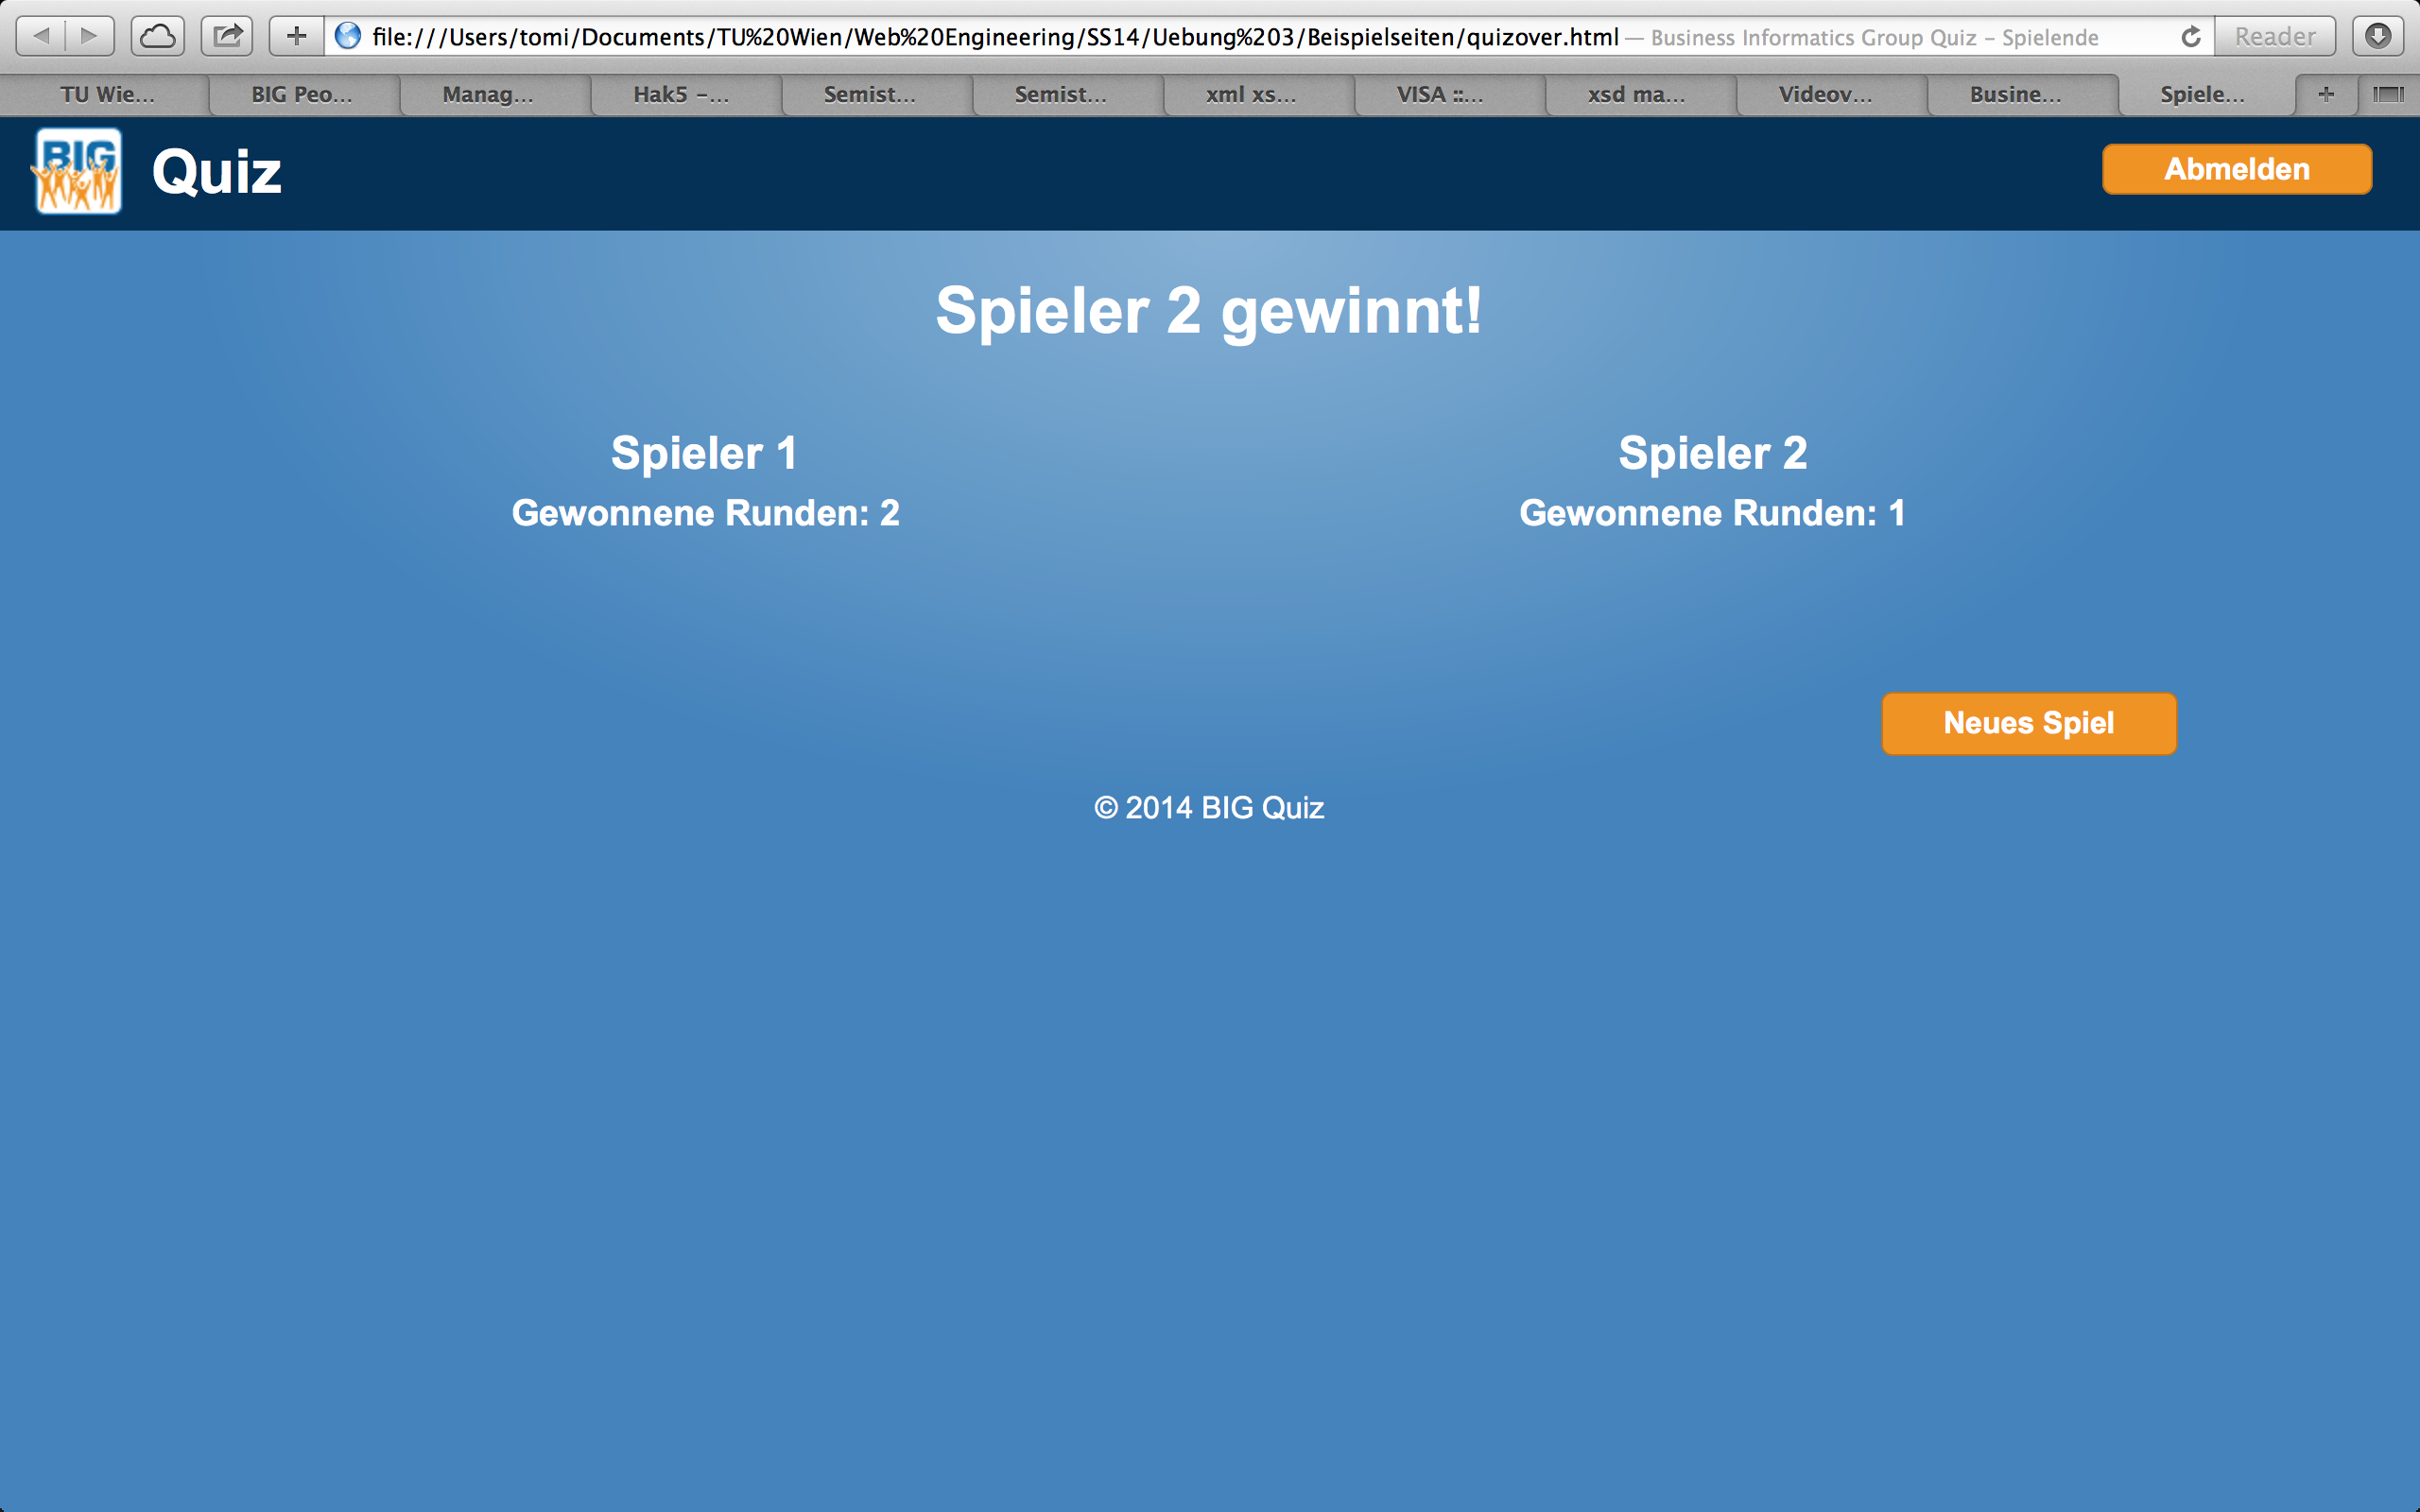 file:///Users/tomi/Documents/TU%20Wien/Web%20Engineering/SS14/Uebung%203/Beispielseiten/quizover.html — Business Informatics Group Quiz – Spielende Reader
TU Wie... BIG Peo... Manag... Hak5 –... Semist... Semist... xml xs... VISA ::... xsd ma... Videov... Busine... Spiele...
BIG Quiz Abmelden
Spieler 2 gewinnt!
Spieler 1 Spieler 2
Gewonnene Runden: 2 Gewonnene Runden: 1
Neues Spiel
© 2014 BIG Quiz